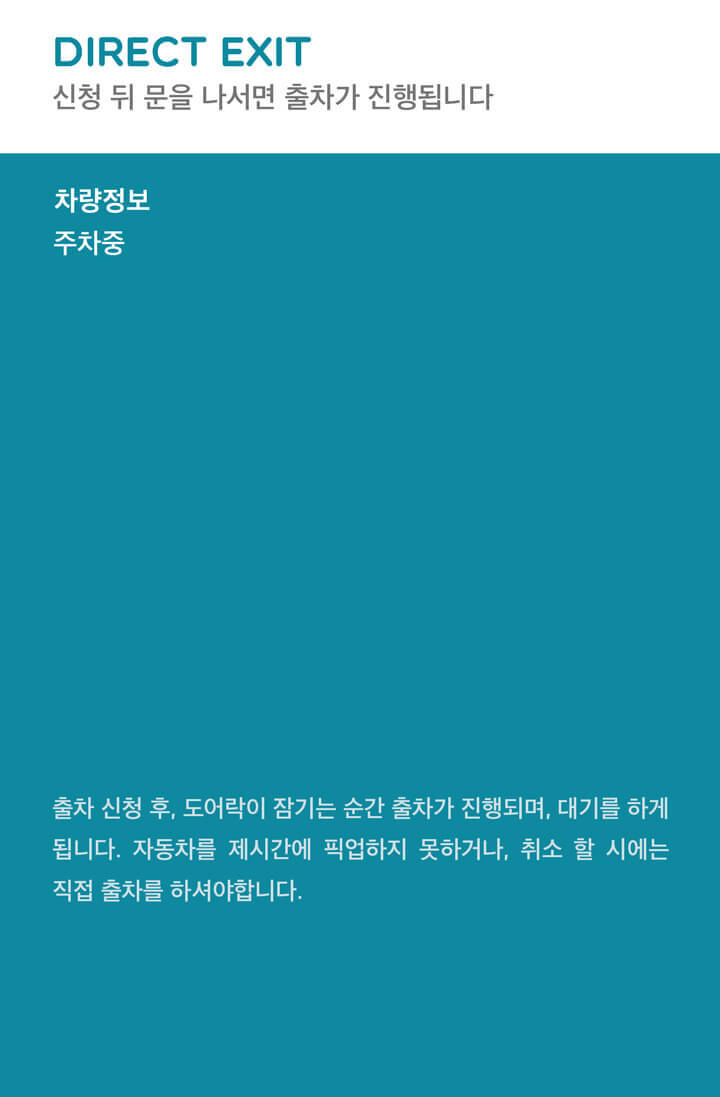 DIRECT EXIT
신청 뒤 문을 나서면 출차가 진행됩니다
차량정보
주차중
출차 신청 후, 도어락이 잠기는 순간 출차가 진행되며, 대기를 하게
됩니다. 자동차를 제시간에 픽업하지 못하거나, 취소 할 시에는
직접 출차를 하셔야합니다.